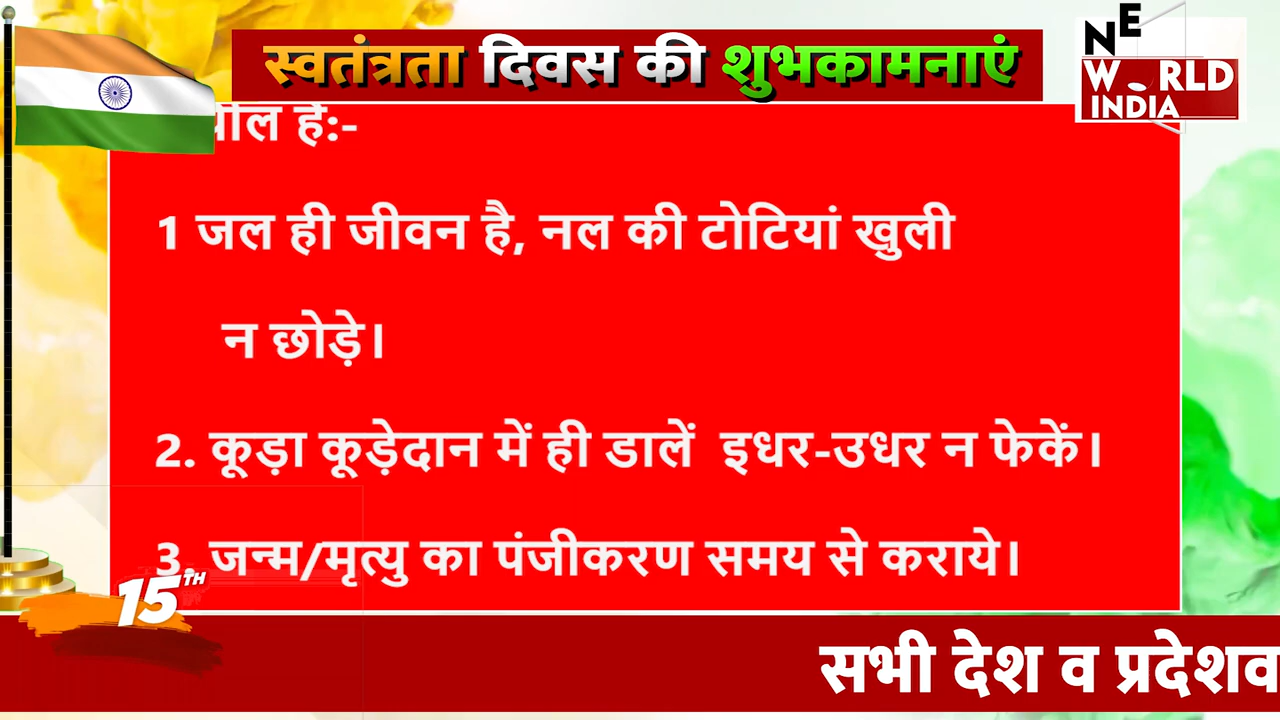 स्वतंत्रता दिवस की शुभकामनाएं
NE
WORLD
INDIA
है:-
1 जल ही जीवन है, नल की टोटियां खुली
न छोड़े।
2. कूड़ा कूड़ेदान में ही डालें इधर-उधर न फेकें।
3. जन्म/मृत्यु का पंजीकरण समय से कराये।
15TH
सभी देश व प्रदेशव